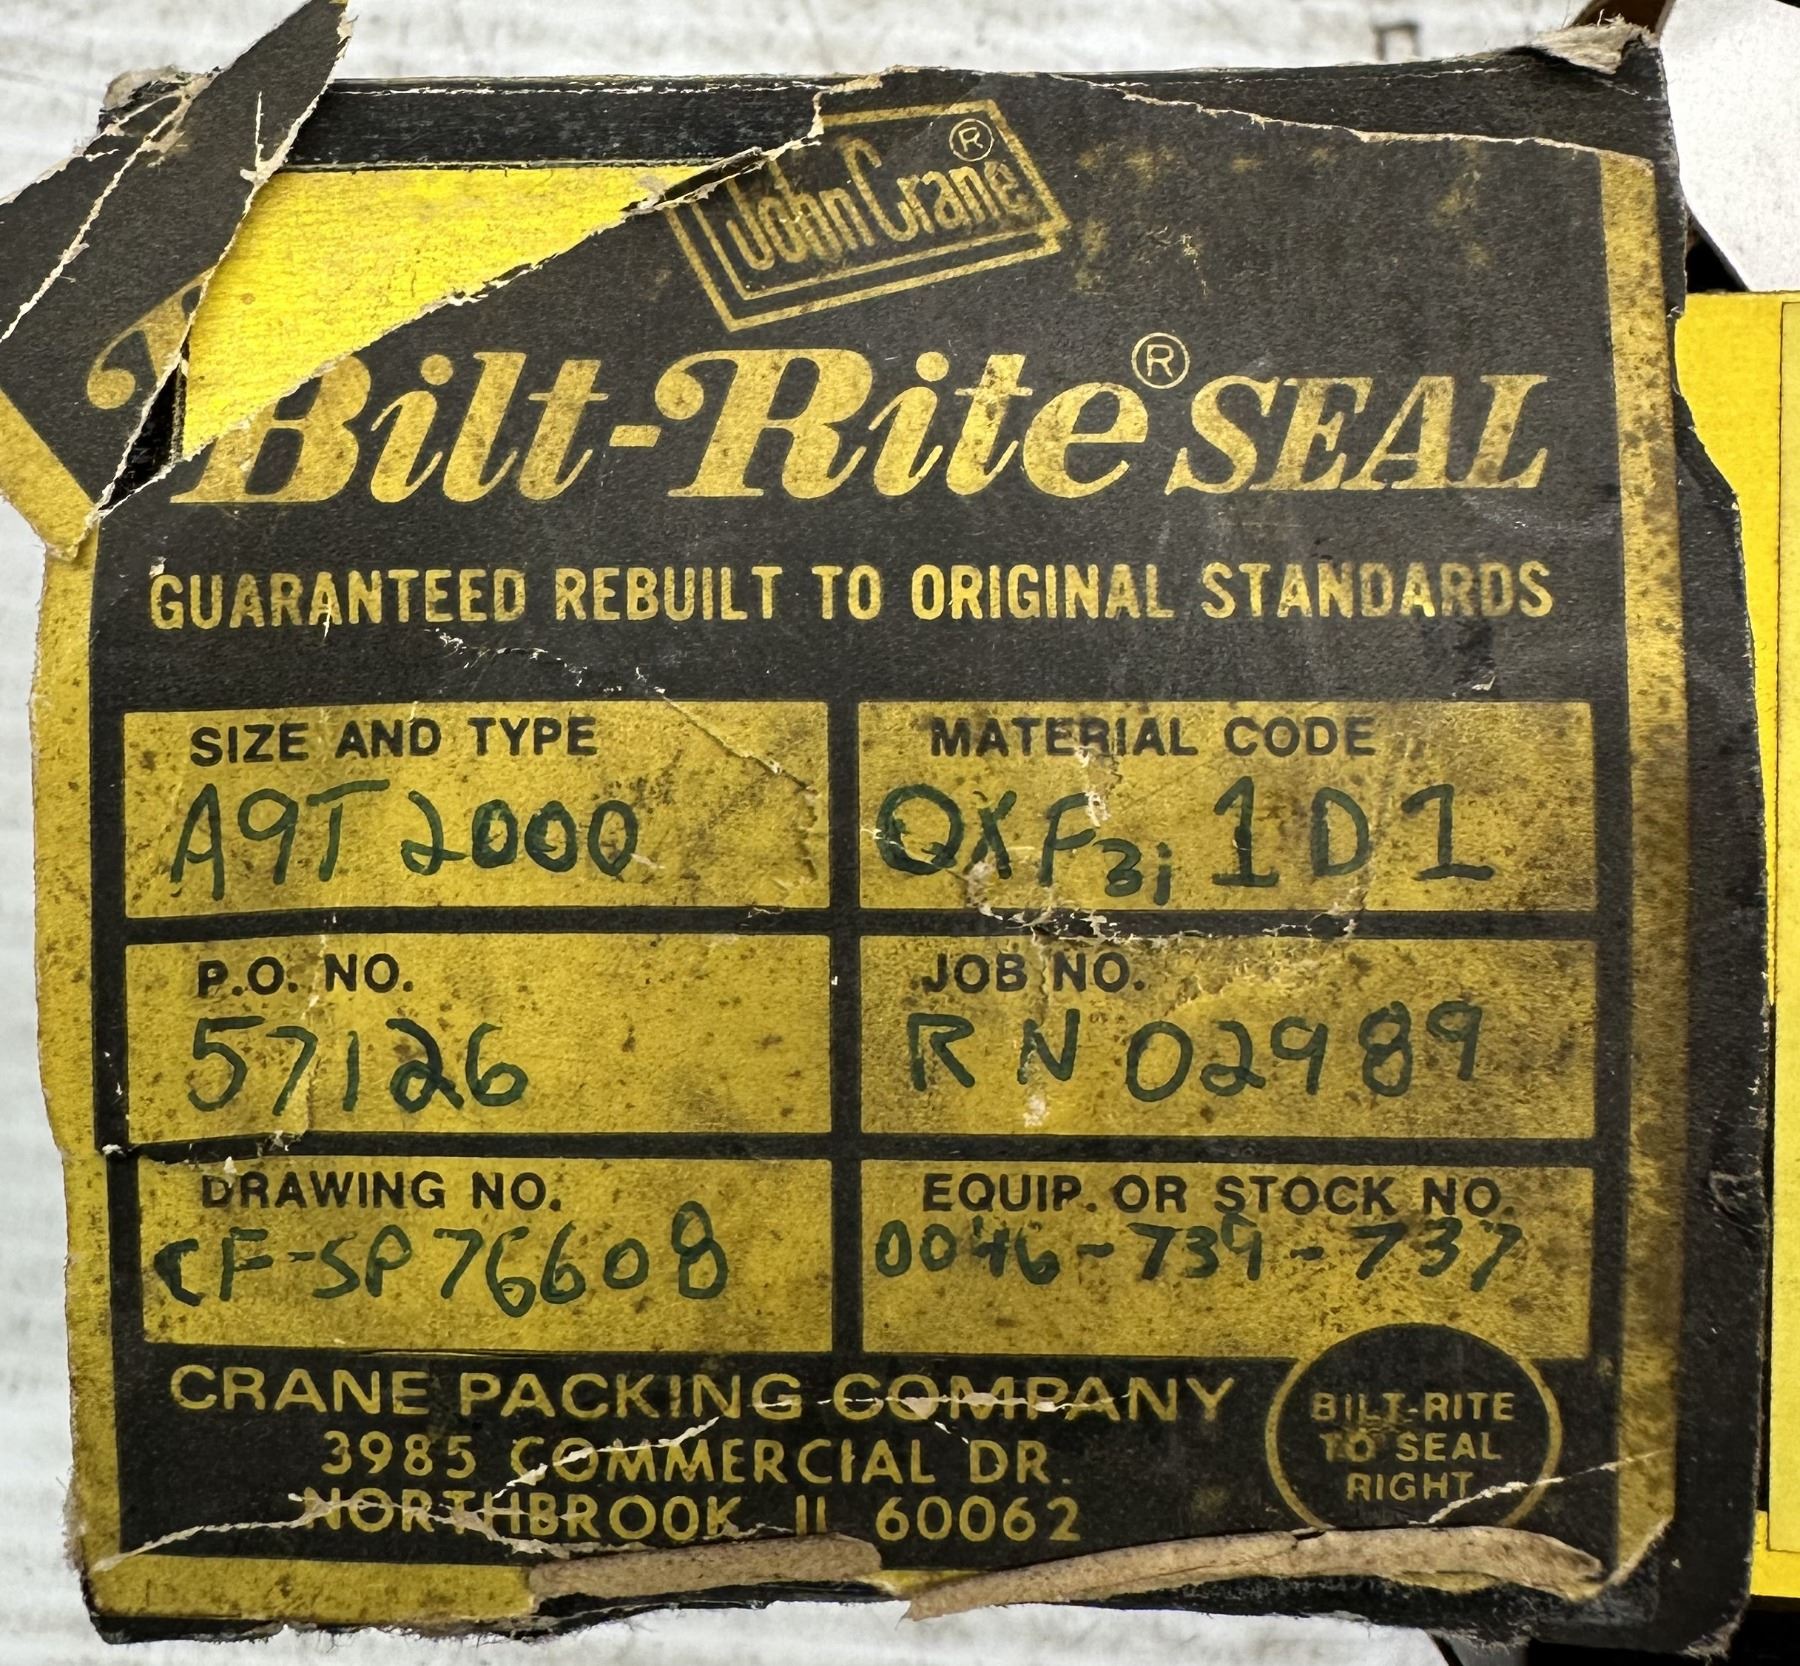 John Crane®
Bilt-Rite® SEAL
GUARANTEED REBUILT TO ORIGINAL STANDARDS
SIZE AND TYPE
A9T 2000
MATERIAL CODE
QXF3i 1D1
P.O. NO.
57126
JOB NO.
RN 02989
DRAWING NO.
CF-SP76608
EQUIP. OR STOCK NO.
0046-739-737
CRANE PACKING COMPANY
3985 COMMERCIAL DR.
NORTHBROOK IL 60062
BILT-RITE
TO SEAL
RIGHT